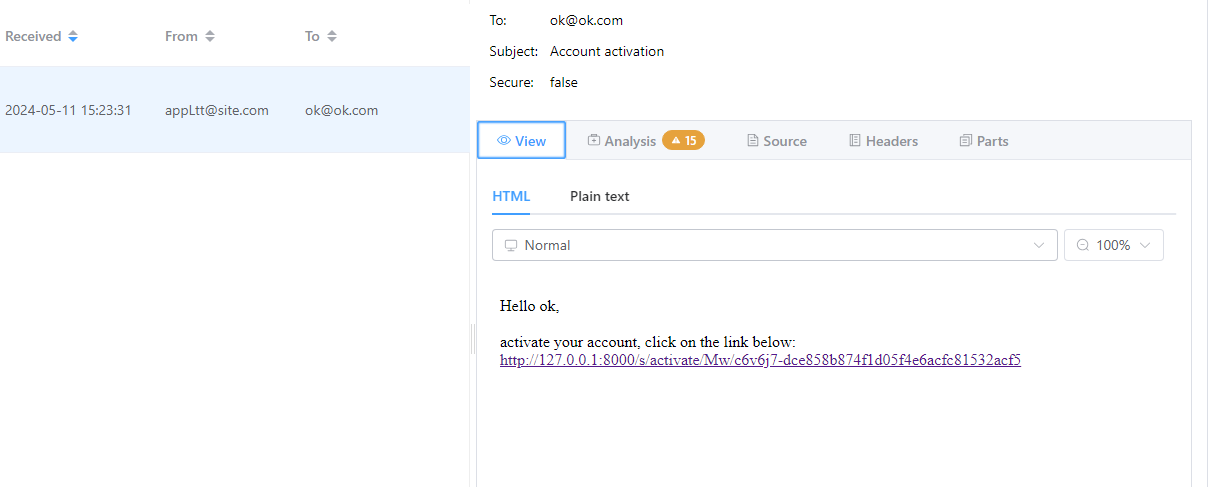 Received From To
2024-05-11 15:23:31 appLtt@site.com ok@ok.com
To: ok@ok.com
Subject: Account activation
Secure: false
View Analysis 15 Source Headers Parts
HTML Plain text
Normal 100%
Hello ok,
activate your account, click on the link below:
http://127.0.0.1:8000/s/activate/Mw/c6v6j7-dce858b874f1d05f4e6acfc81532acf5